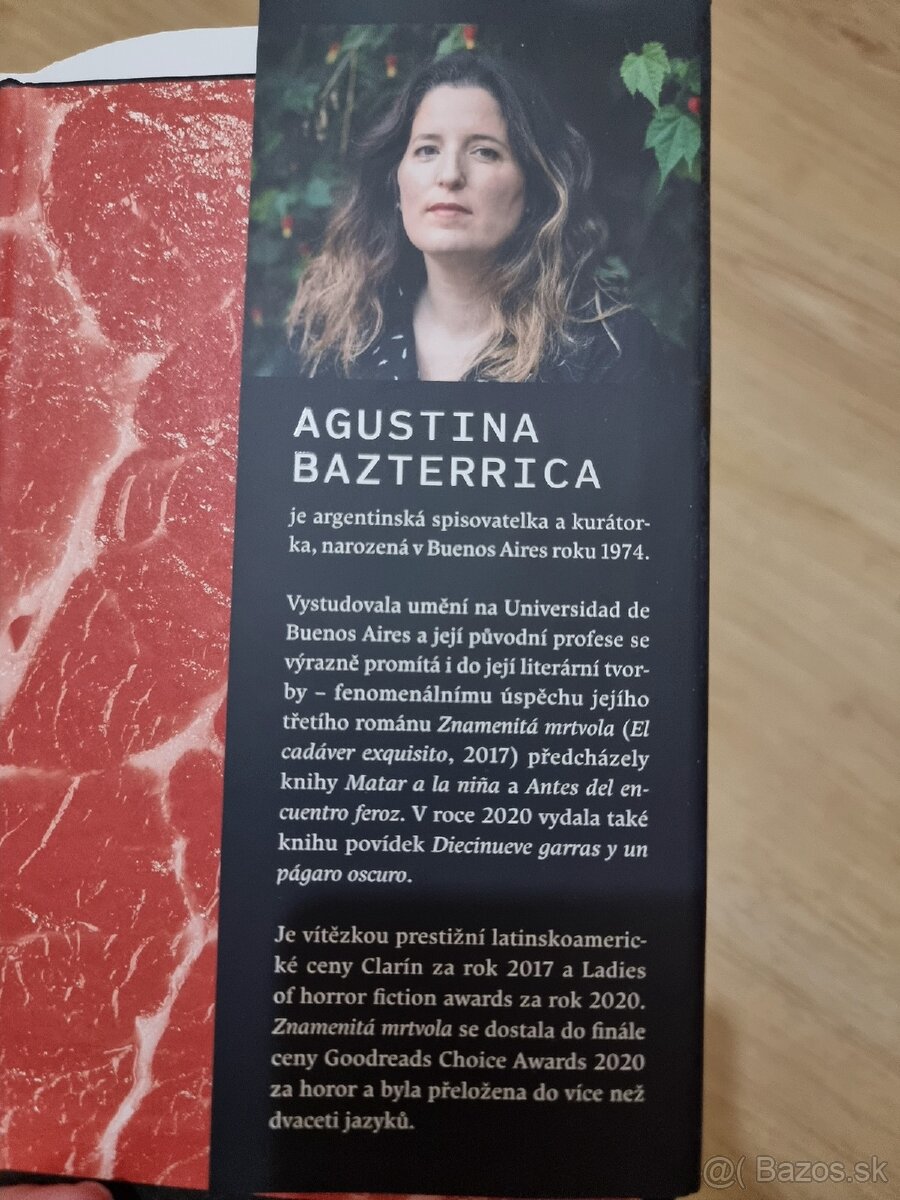 AGUSTINA
BAZTERRICA
je argentinská spisovatelka a kurátor-
ka, narozená v Buenos Aires roku 1974.
Vystudovala umění na Universidad de
Buenos Aires a její původní profese se
výrazně promítá i do její literární tvor-
by – fenomenálnímu úspěchu jejího
třetího románu Znamenitá mrtvola (El
cadáver exquisito, 2017) předcházely
knihy Matar a la niña a Antes del en-
cuentro feroz. V roce 2020 vydala také
knihu povídek Diecinueve garras y un
págaro oscuro.
Je vítězkou prestižní latinskoameric-
ké ceny Clarín za rok 2017 a Ladies
of horror fiction awards za rok 2020.
Znamenitá mrtvola se dostala do finále
ceny Goodreads Choice Awards 2020
za horor a byla přeložena do více než
dvaceti jazyků.
@( Bazos.sk